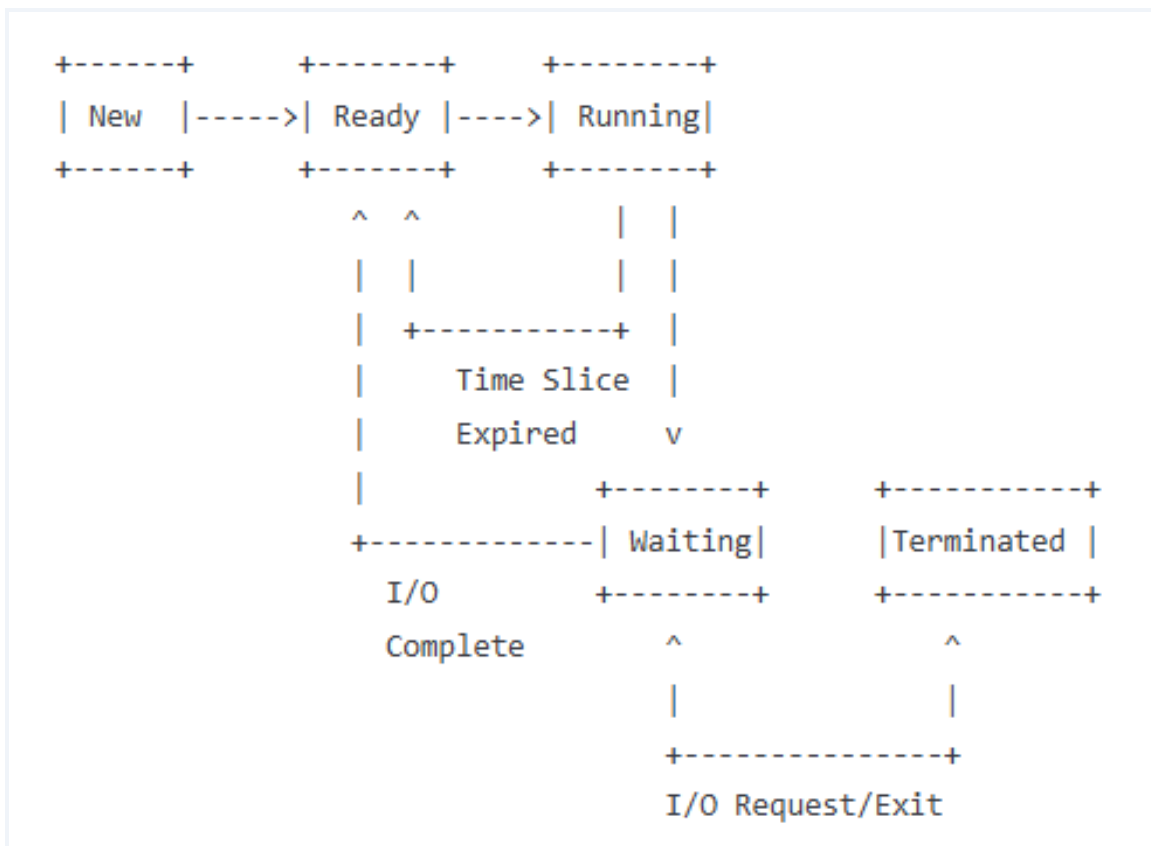 +------+      +-------+     +--------+
| New  |----->| Ready |---->| Running|
+------+      +-------+     +--------+
                 ^  ^            |  |
                 |  |            |  |
                 |  +-----------+  |
                 |     Time Slice  |
                 |     Expired     v
                 |             +--------+      +-----------+
                 +-------------| Waiting|      |Terminated |
                   I/O         +--------+      +-----------+
                   Complete        ^               ^
                                   |               |
                                   +---------------+
                                   I/O Request/Exit